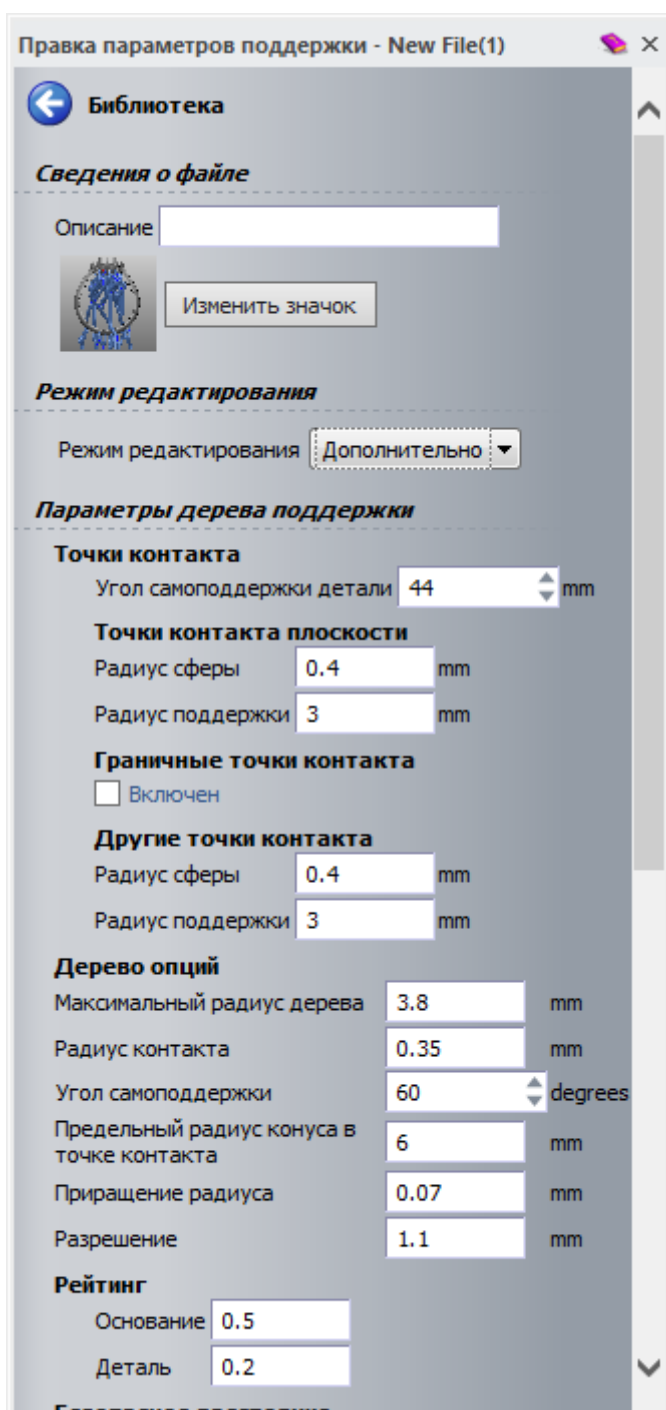 Правка параметров поддержки - New File(1)
Библиотека
Сведения о файле
Описание
Изменить значок
Режим редактирования
Режим редактирования Дополнительно
Параметры дерева поддержки
Точки контакта
Угол самоподдержки детали 44 mm
Точки контакта плоскости
Радиус сферы 0.4 mm
Радиус поддержки 3 mm
Граничные точки контакта
Включен
Другие точки контакта
Радиус сферы 0.4 mm
Радиус поддержки 3 mm
Дерево опций
Максимальный радиус дерева 3.8 mm
Радиус контакта 0.35 mm
Угол самоподдержки 60 degrees
Предельный радиус конуса в
точке контакта 6 mm
Приращение радиуса 0.07 mm
Разрешение 1.1 mm
Рейтинг
Основание 0.5
Деталь 0.2